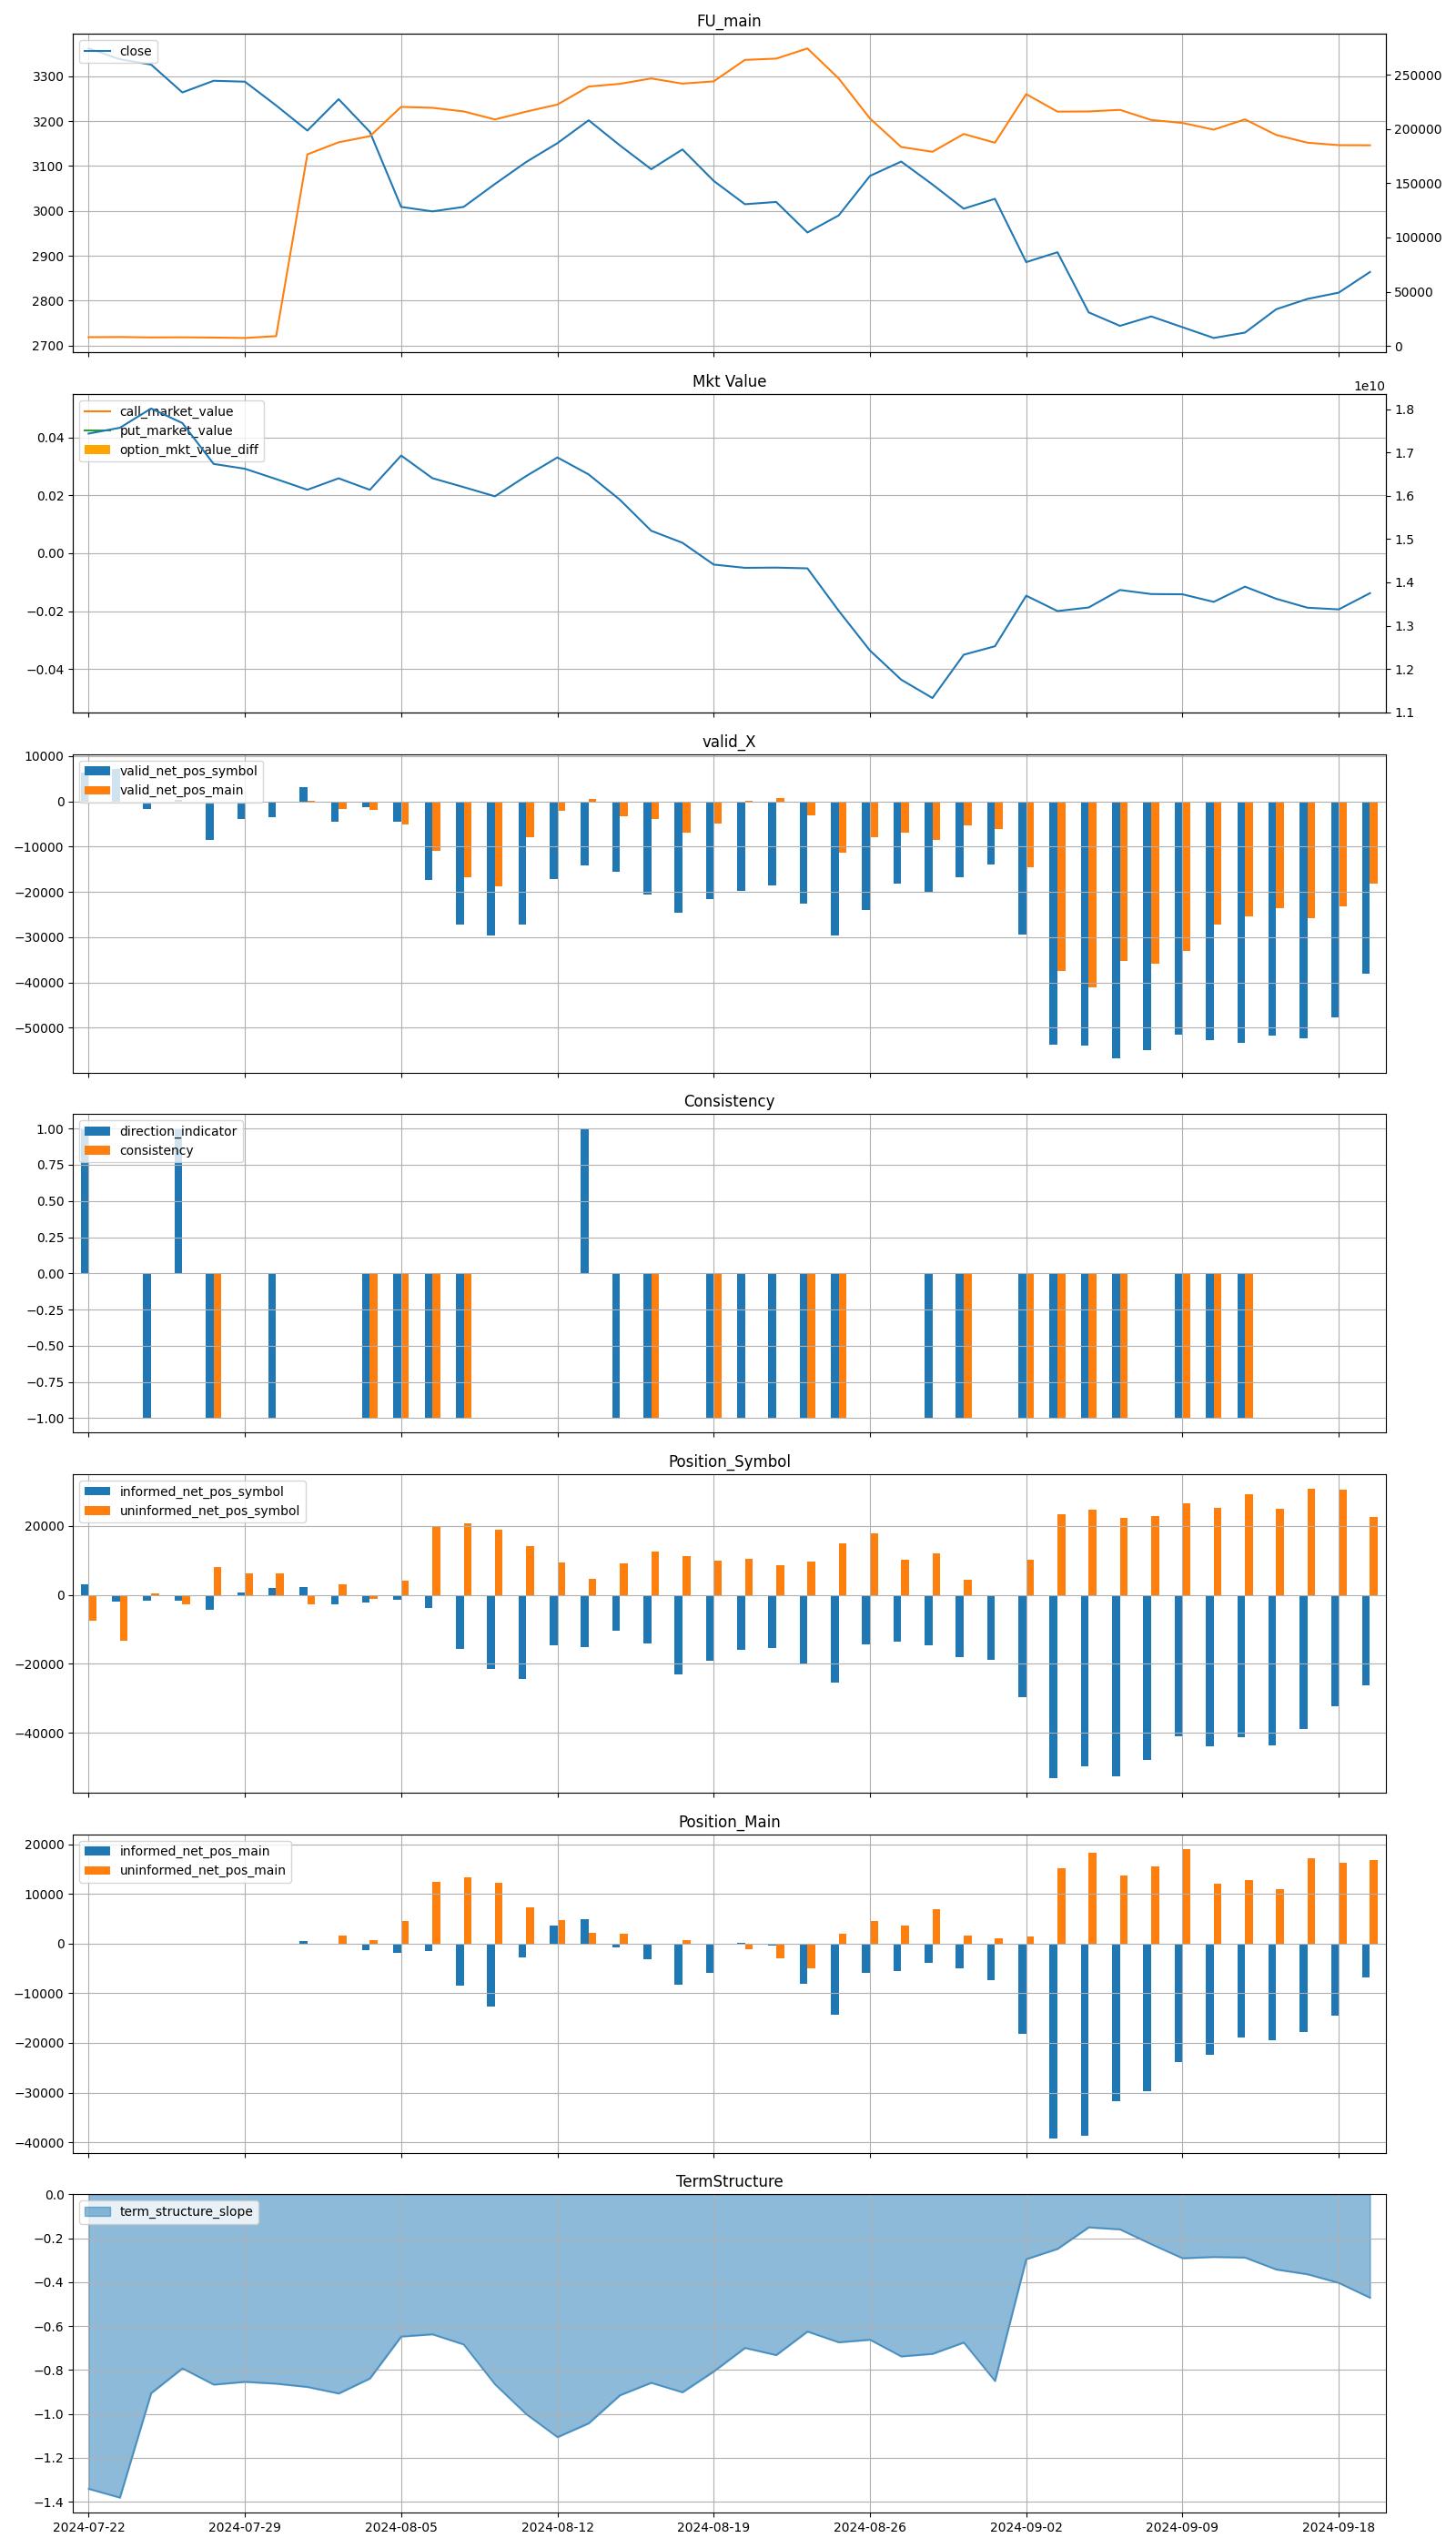 FU_main
close
3300
3200
3100
3000
2900
2800
2700
250000
200000
150000
100000
50000
0
Mkt Value
1e10
call_market_value
put_market_value
option_mkt_value_diff
0.04
0.02
0.00
−0.02
−0.04
1.8
1.7
1.6
1.5
1.4
1.3
1.2
1.1
valid_X
valid_net_pos_symbol
valid_net_pos_main
10000
0
−10000
−20000
−30000
−40000
−50000
Consistency
direction_indicator
consistency
1.00
0.75
0.50
0.25
0.00
−0.25
−0.50
−0.75
−1.00
Position_Symbol
informed_net_pos_symbol
uninformed_net_pos_symbol
20000
0
−20000
−40000
Position_Main
informed_net_pos_main
uninformed_net_pos_main
20000
10000
0
−10000
−20000
−30000
−40000
TermStructure
term_structure_slope
0.0
−0.2
−0.4
−0.6
−0.8
−1.0
−1.2
−1.4
2024-07-22 2024-07-29 2024-08-05 2024-08-12 2024-08-19 2024-08-26 2024-09-02 2024-09-09 2024-09-18